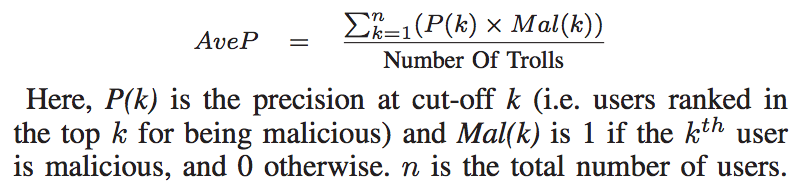 AveP = \frac{\sum_{k=1}^{n}(P(k) × Mal(k))}{Number Of Trolls}
Here, P(k) is the precision at cut-off k (i.e. users ranked in
the top k for being malicious) and Mal(k) is 1 if the k^{th} user
is malicious, and 0 otherwise. n is the total number of users.